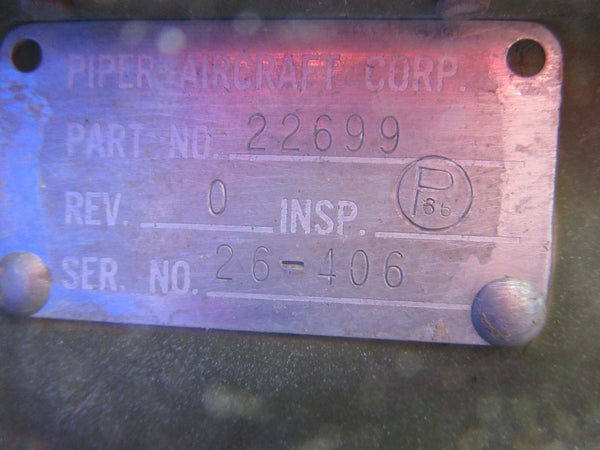 PIPER AIRCRAFT CORP.
PART NO. 22699
REV. 0 INSP. P 86
SER. NO. 26-406